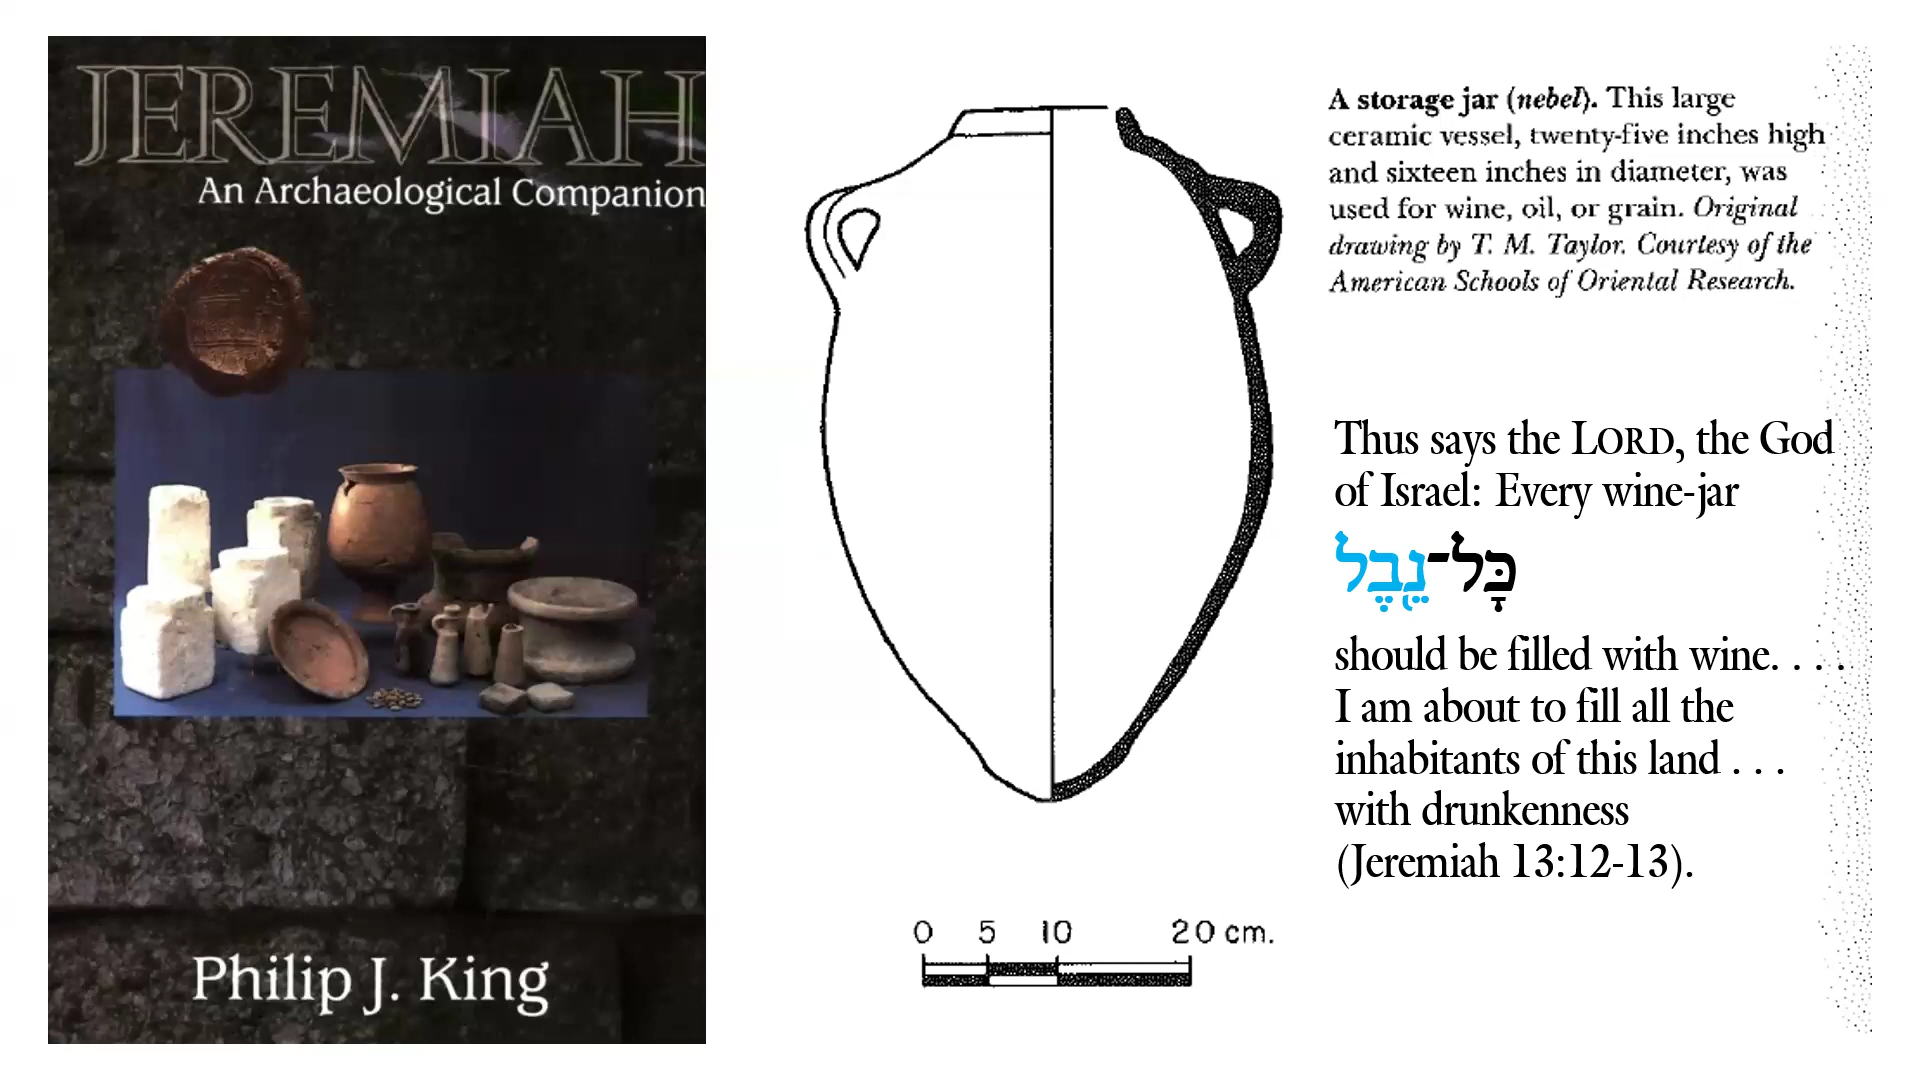 JEREMIAH
An Archaeological Companion
Philip J. King
A storage jar (nebel). This large
ceramic vessel, twenty-five inches high
and sixteen inches in diameter, was
used for wine, oil, or grain. Original
drawing by T. M. Taylor. Courtesy of the
American Schools of Oriental Research.
Thus says the LORD, the God
of Israel: Every wine-jar
כָּל־נֵ֖בֶל
should be filled with wine. . . .
I am about to fill all the
inhabitants of this land . . .
with drunkenness
(Jeremiah 13:12-13).
0 5 10 20 cm.